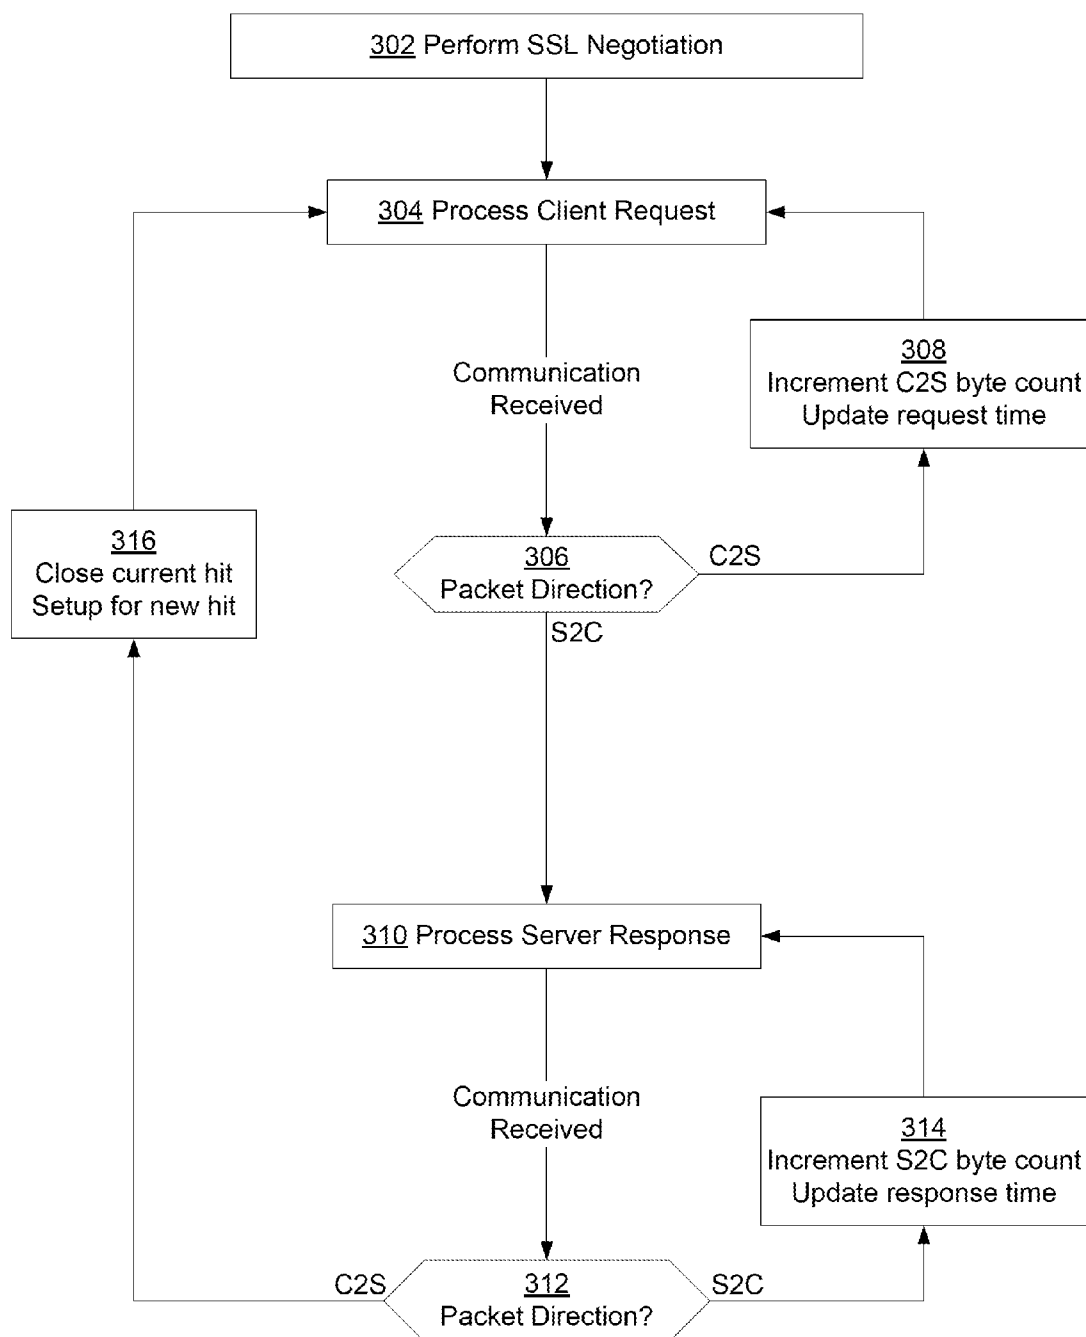 302 Perform SSL Negotiation
304 Process Client Request
308
Increment C2S byte count
Update request time
Communication
Received
316
Close current hit
Setup for new hit
306
Packet Direction?
C2S
S2C
310 Process Server Response
Communication
Received
314
Increment S2C byte count
Update response time
C2S
312
Packet Direction?
S2C